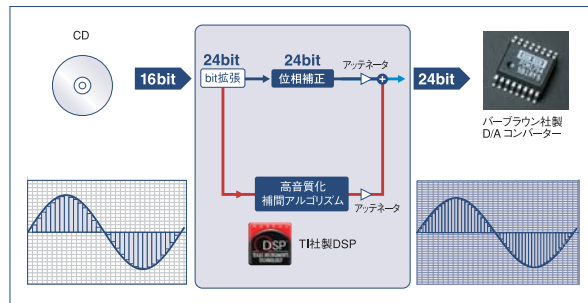 CD
16bit
24bit
bit拡張
24bit
位相補正
アッテネータ
24bit
バーブラウン社製
D/A コンバーター
高音質化
補間アルゴリズム
アッテネータ
DSP
TEXAS INSTRUMENTS
TECHNOLOGY
TI社製DSP